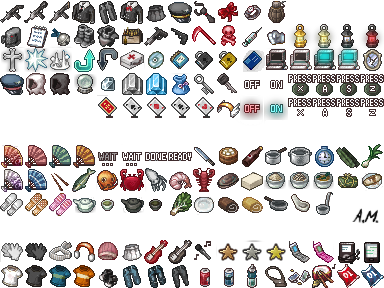 OFF ON PRESS PRESS PRESS PRESS
X A S Z
OFF ON PRESS PRESS PRESS PRESS
X A S Z
WAIT WAIT DONE READY
A.M.